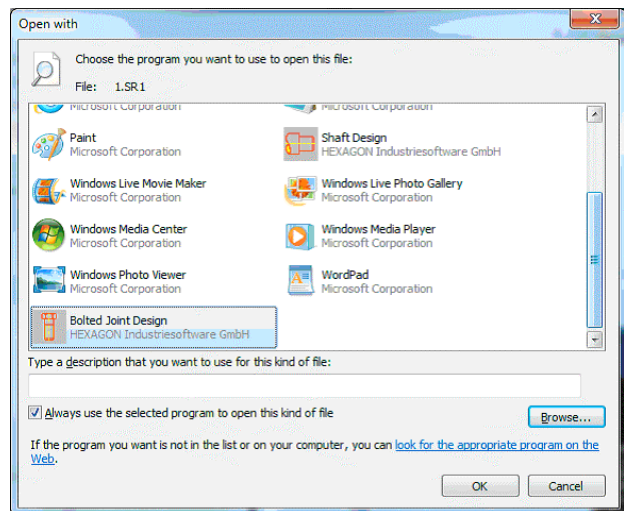 Open with
Choose the program you want to use to open this file:
File: 1.SR1
Microsoft Corporation
Microsoft Corporation
Paint
Microsoft Corporation
Shaft Design
HEXAGON Industriesoftware GmbH
Windows Live Movie Maker
Microsoft Corporation
Windows Live Photo Gallery
Microsoft Corporation
Windows Media Center
Microsoft Corporation
Windows Media Player
Microsoft Corporation
Windows Photo Viewer
Microsoft Corporation
WordPad
Microsoft Corporation
Bolted Joint Design
HEXAGON Industriesoftware GmbH
Type a description that you want to use for this kind of file:
Always use the selected program to open this kind of file
Browse...
If the program you want is not in the list or on your computer, you can look for the appropriate program on the
Web.
OK
Cancel